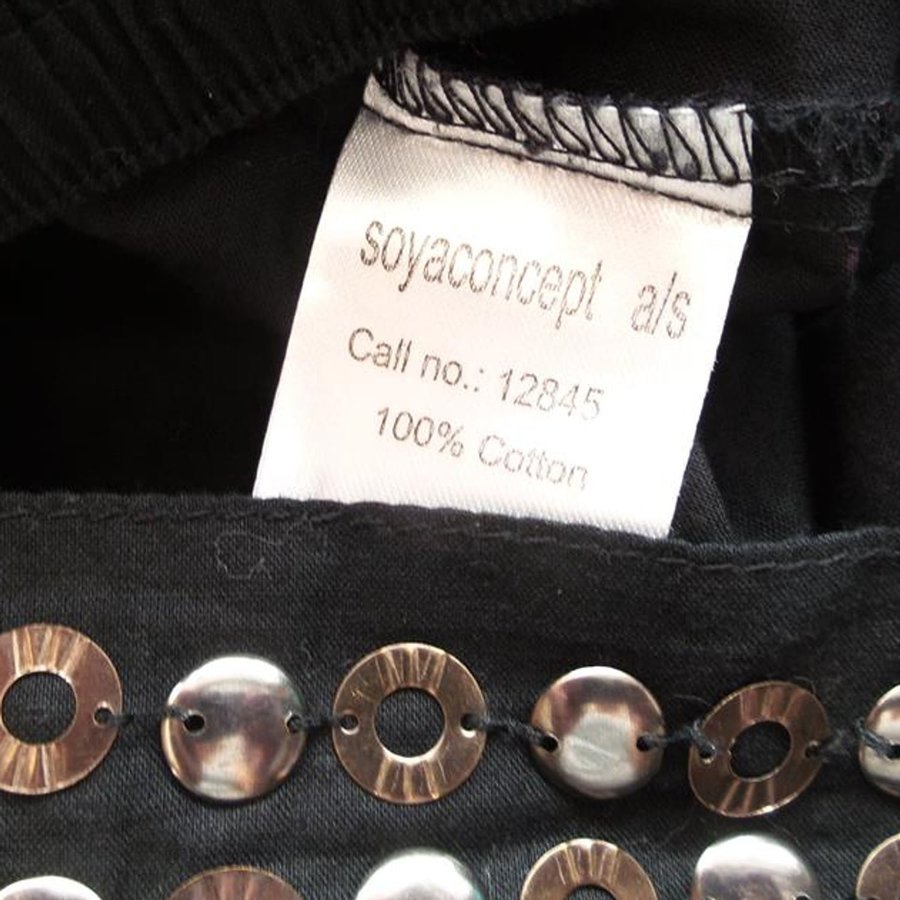 soyaconcept a/s
Call no.: 12845
100% Cotton